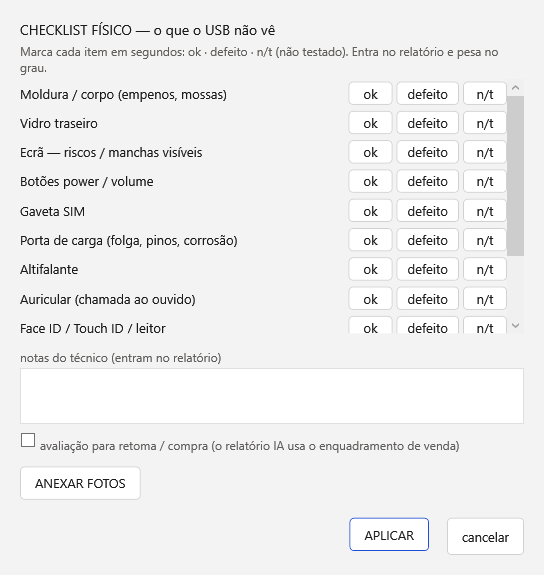 CHECKLIST FÍSICO — o que o USB não vê
Marca cada item em segundos: ok · defeito · n/t (não testado). Entra no relatório e pesa no
grau.
Moldura / corpo (empenos, mossas) ok defeito n/t
Vidro traseiro ok defeito n/t
Ecrã — riscos / manchas visíveis ok defeito n/t
Botões power / volume ok defeito n/t
Gaveta SIM ok defeito n/t
Porta de carga (folga, pinos, corrosão) ok defeito n/t
Altifalante ok defeito n/t
Auricular (chamada ao ouvido) ok defeito n/t
Face ID / Touch ID / leitor ok defeito n/t
notas do técnico (entram no relatório)
avaliação para retoma / compra (o relatório IA usa o enquadramento de venda)
ANEXAR FOTOS
APLICAR cancelar